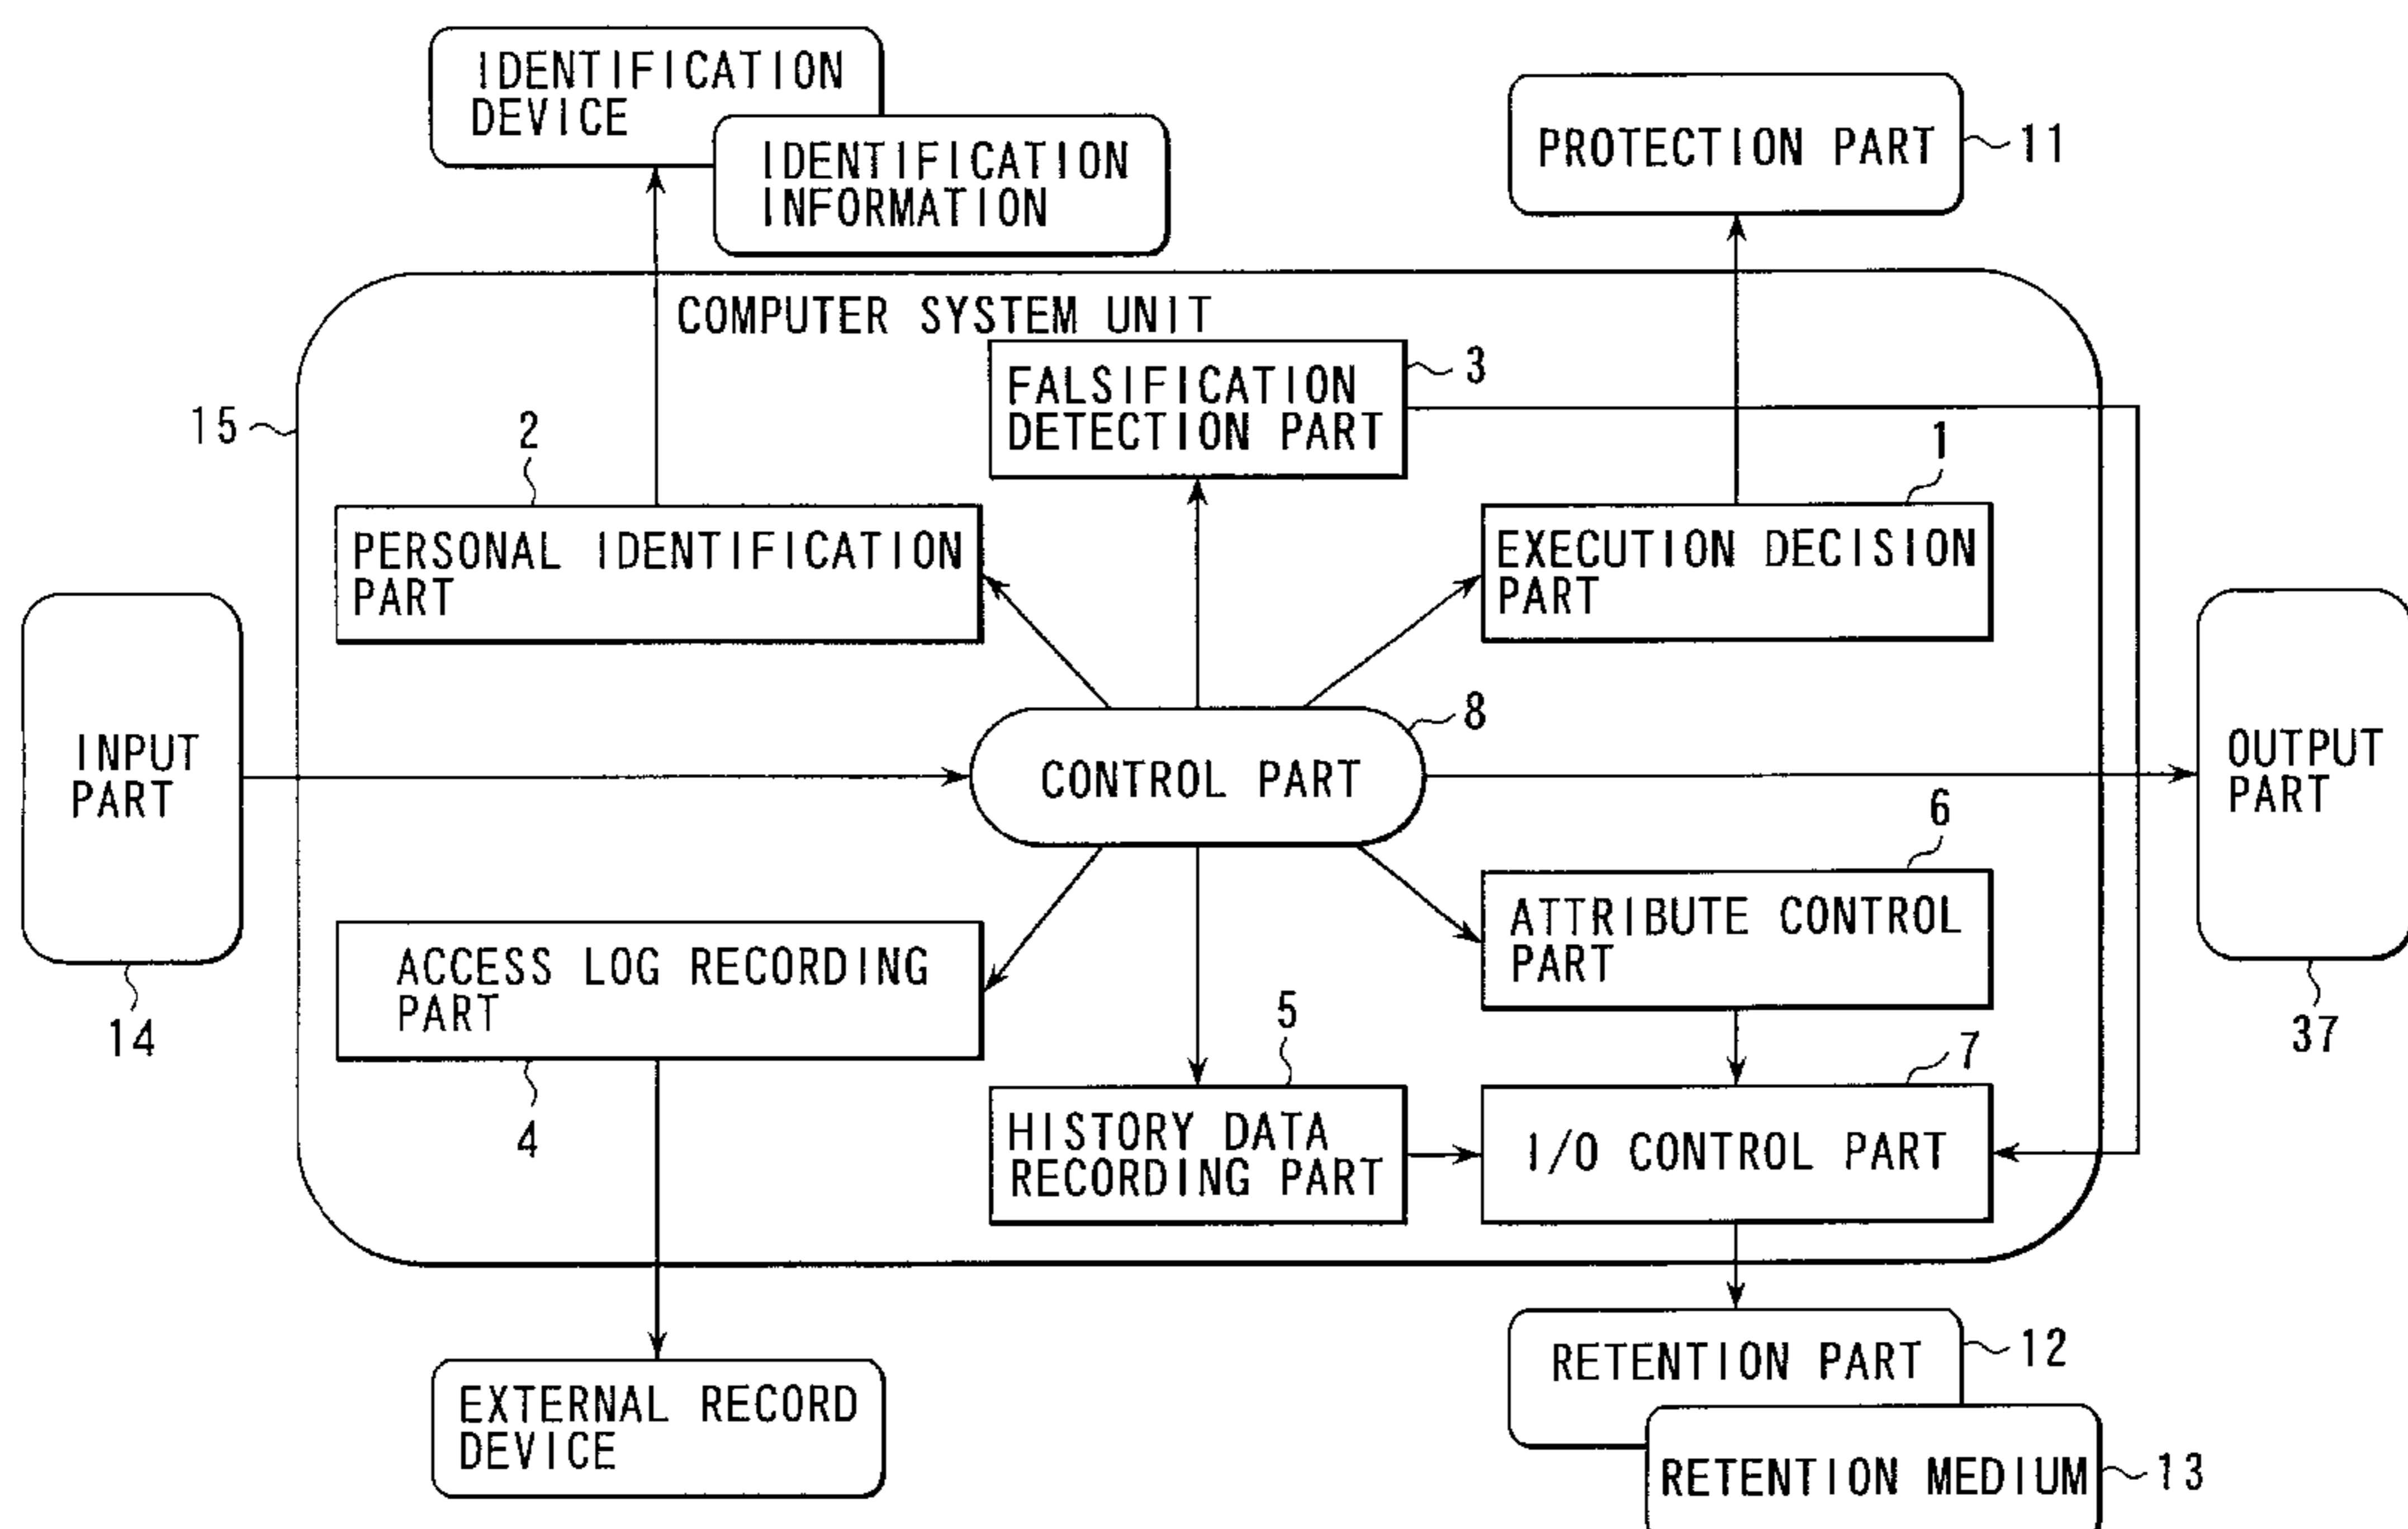 IDENTIFICATION
DEVICE
IDENTIFICATION
INFORMATION
PROTECTION PART
11
COMPUTER SYSTEM UNIT
FALSIFICATION
DETECTION PART
3
15
2
PERSONAL IDENTIFICATION
PART
1
EXECUTION DECISION
PART
INPUT
PART
14
CONTROL PART
8
OUTPUT
PART
37
ACCESS LOG RECORDING
PART
4
6
ATTRIBUTE CONTROL
PART
5
HISTORY DATA
RECORDING PART
7
I/O CONTROL PART
EXTERNAL RECORD
DEVICE
RETENTION PART
12
RETENTION MEDIUM
13